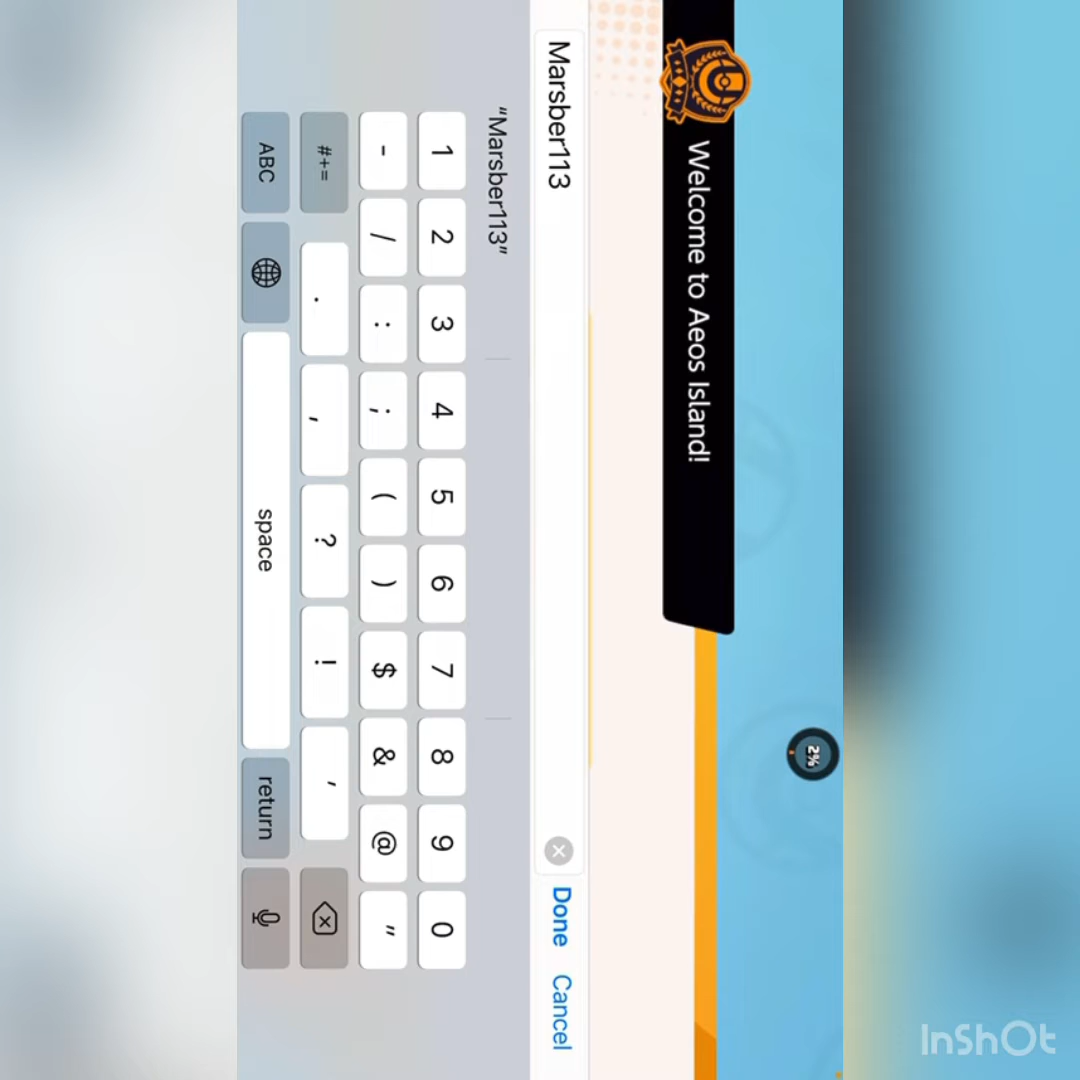 Welcome to Aeos Island!
2%
Marsber113
Done
Cancel
"Marsber113"
1 2 3 4 5 6 7 8 9 0
- / : ; ( ) $ & @ "
#+= . , ? ! '
ABC space return
InShOt